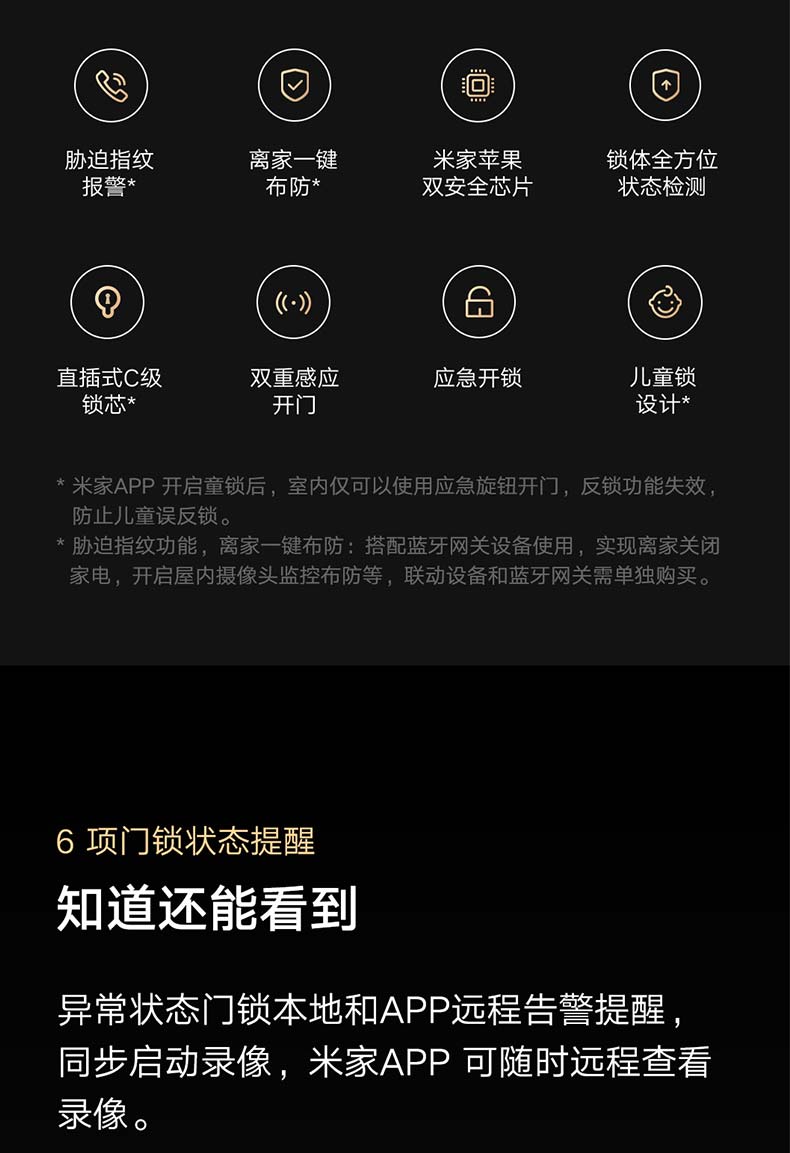 胁迫指纹
报警*
离家一键
布防*
米家苹果
双安全芯片
锁体全方位
状态检测
直插式C级
锁芯*
双重感应
开门
应急开锁
儿童锁
设计*
* 米家APP 开启童锁后，室内仅可以使用应急旋钮开门，反锁功能失效，
防止儿童误反锁。
* 胁迫指纹功能，离家一键布防：搭配蓝牙网关设备使用，实现离家关闭
家电，开启屋内摄像头监控布防等，联动设备和蓝牙网关需单独购买。
6 项门锁状态提醒
知道还能看到
异常状态门锁本地和APP远程告警提醒，
同步启动录像，米家APP 可随时远程查看
录像。